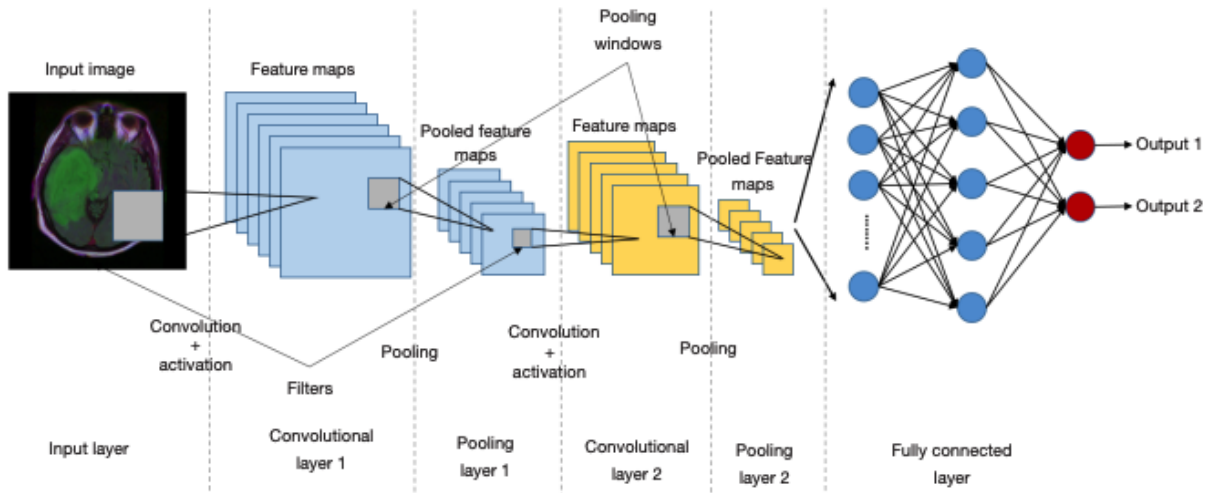 Pooling
windows
Input image
Feature maps
Pooled feature
maps
Feature maps
Pooled Feature
maps
Output 1
Output 2
Convolution
+
activation
Pooling
Convolution
+
activation
Pooling
Filters
Input layer
Convolutional
layer 1
Pooling
layer 1
Convolutional
layer 2
Pooling
layer 2
Fully connected
layer